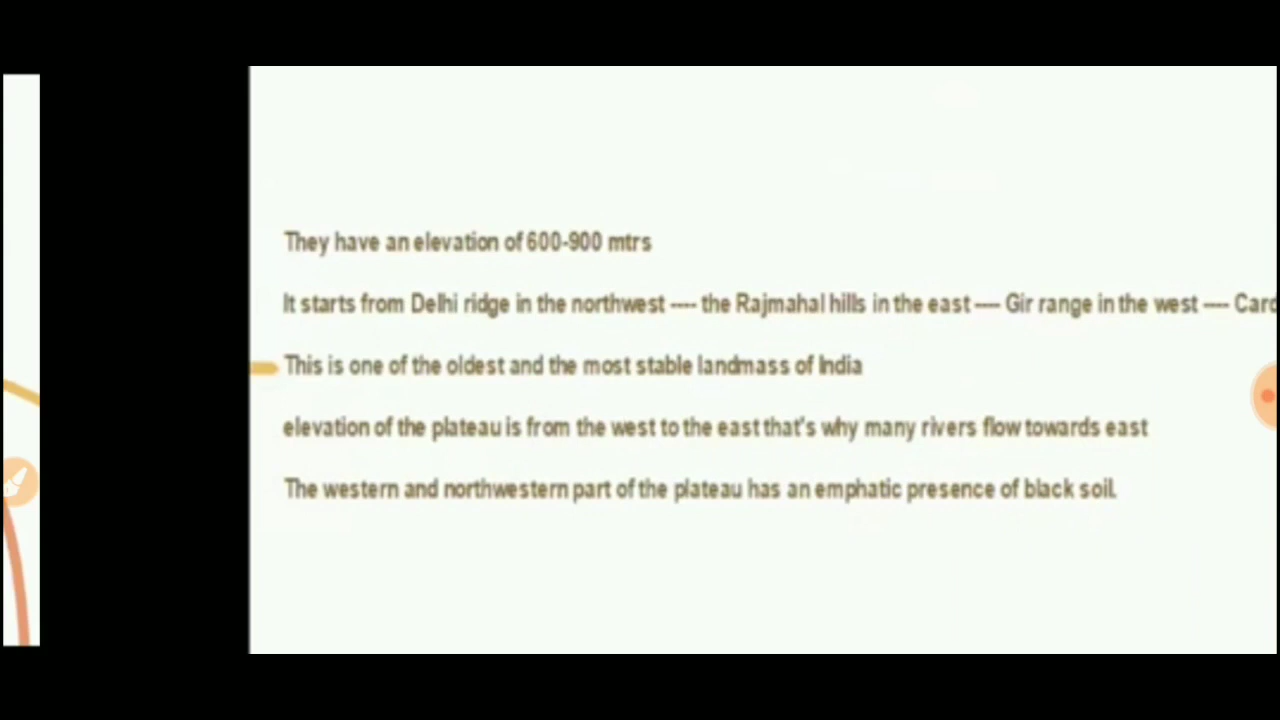 They have an elevation of 600-900 mtrs
It starts from Delhi ridge in the northwest ---- the Rajmahal hills in the east ---- Gir range in the west ----
This is one of the oldest and the most stable landmass of India
elevation of the plateau is from the west to the east that's why many rivers flow towards east
The western and northwestern part of the plateau has an emphatic presence of black soil.